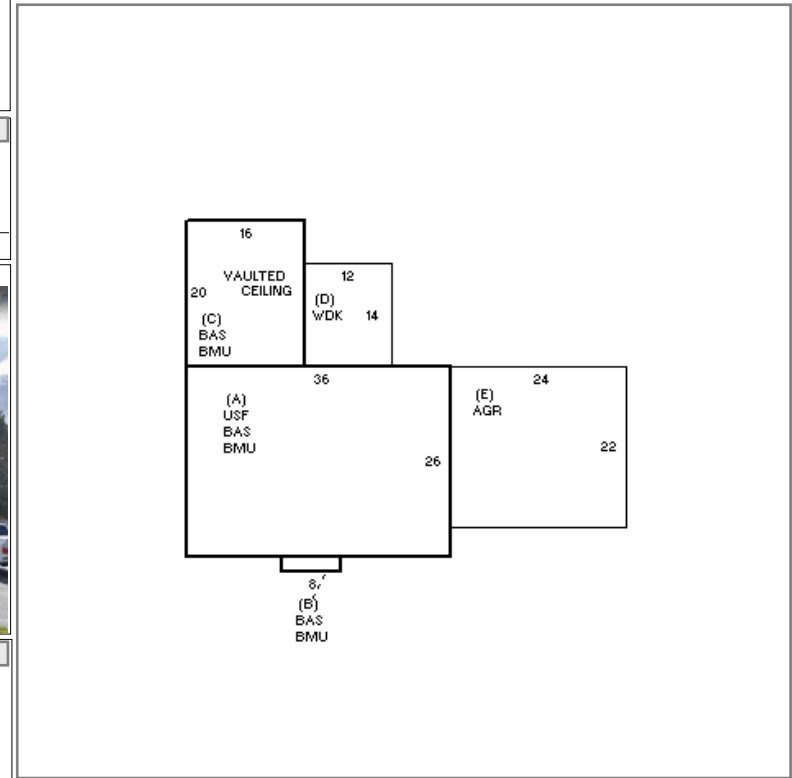 16
VAULTED
CEILING
20
(C)
BAS
BMU
12
(D)
WDK 14
36
(A)
USF
BAS
BMU
26
24
(E)
AGR
22
8
(B)
BAS
BMU